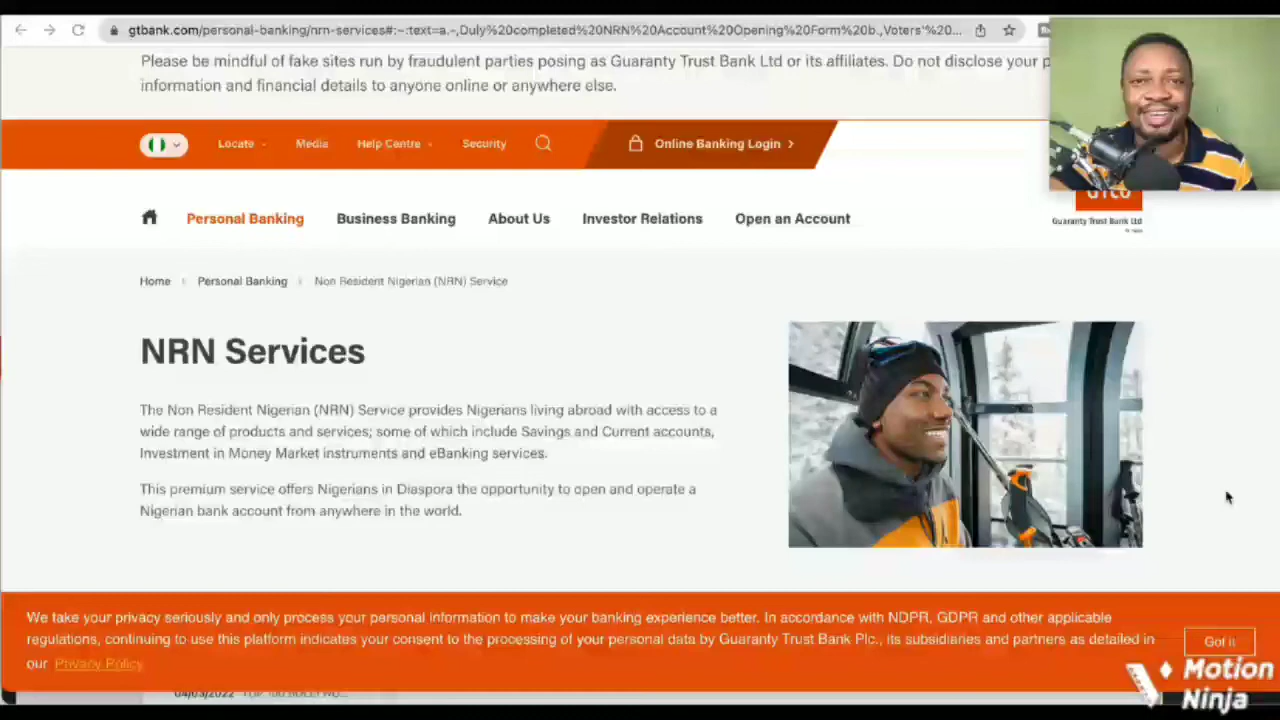 gtbank.com/personal-banking/nrn-services#:~:text=a.-,Duly%20completed%20NRN%20Account%20Opening%20Form%20b.,Voters'%20...
Please be mindful of fake sites run by fraudulent parties posing as Guaranty Trust Bank Ltd or its affiliates. Do not disclose your p
information and financial details to anyone online or anywhere else.
Locate
Media
Help Centre
Security
Online Banking Login
Personal Banking
Business Banking
About Us
Investor Relations
Open an Account
GTCO
Guaranty Trust Bank Ltd
Home
Personal Banking
Non Resident Nigerian (NRN) Service
NRN Services
The Non Resident Nigerian (NRN) Service provides Nigerians living abroad with access to a
wide range of products and services; some of which include Savings and Current accounts,
Investment in Money Market instruments and eBanking services.
This premium service offers Nigerians in Diaspora the opportunity to open and operate a
Nigerian bank account from anywhere in the world.
We take your privacy seriously and only process your personal information to make your banking experience better. In accordance with NDPR, GDPR and other applicable
regulations, continuing to use this platform indicates your consent to the processing of your personal data by Guaranty Trust Bank Plc., its subsidiaries and partners as detailed in
our Privacy Policy
Got it
04/03/2022
Motion
Ninja